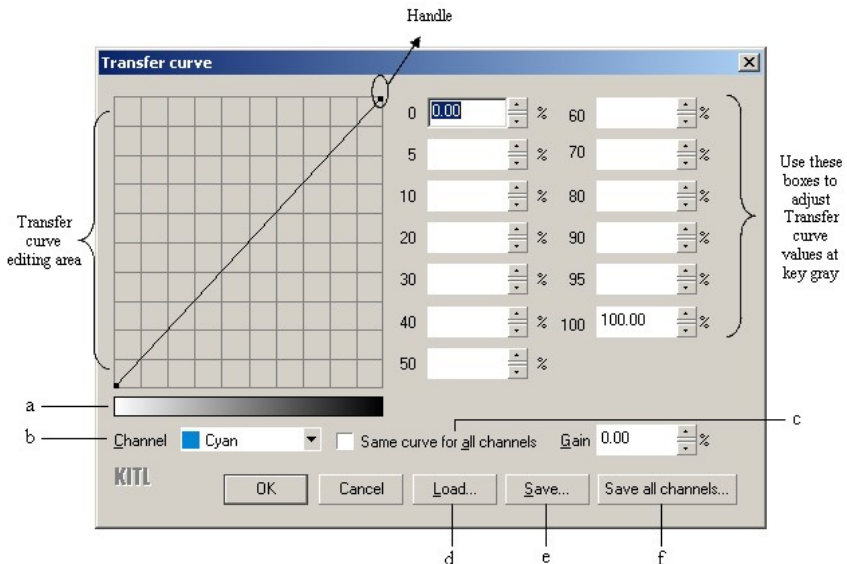 Handle
Transfer curve
0 0.00 % 60 %
5 % 70 %
10 % 80 %
20 % 90 %
30 % 95 %
40 % 100 100.00 %
50 %
Transfer
curve
editing area
Use these
boxes to
adjust
Transfer
curve
values at
key gray
a
b
c
Channel Cyan Same curve for all channels Gain 0.00 %
KITL
OK Cancel Load... Save... Save all channels...
d e f